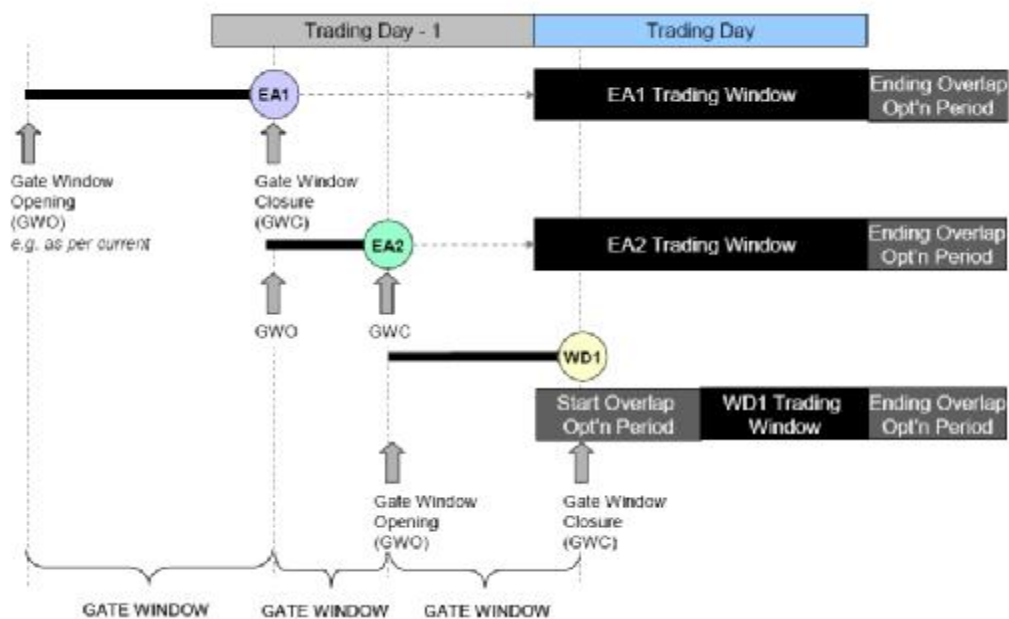 Trading Day - 1
Trading Day
EA1
EA1 Trading Window
Ending Overlap
Opt'n Period
Gate Window
Opening
(GWO)
e.g. as per current
Gate Window
Closure
(GWC)
EA2
EA2 Trading Window
Ending Overlap
Opt'n Period
GWO
GWC
WD1
Start Overlap
Opt'n Period
WD1 Trading
Window
Ending Overlap
Opt'n Period
Gate Window
Opening
(GWO)
Gate Window
Closure
(GWC)
GATE WINDOW
GATE WINDOW
GATE WINDOW